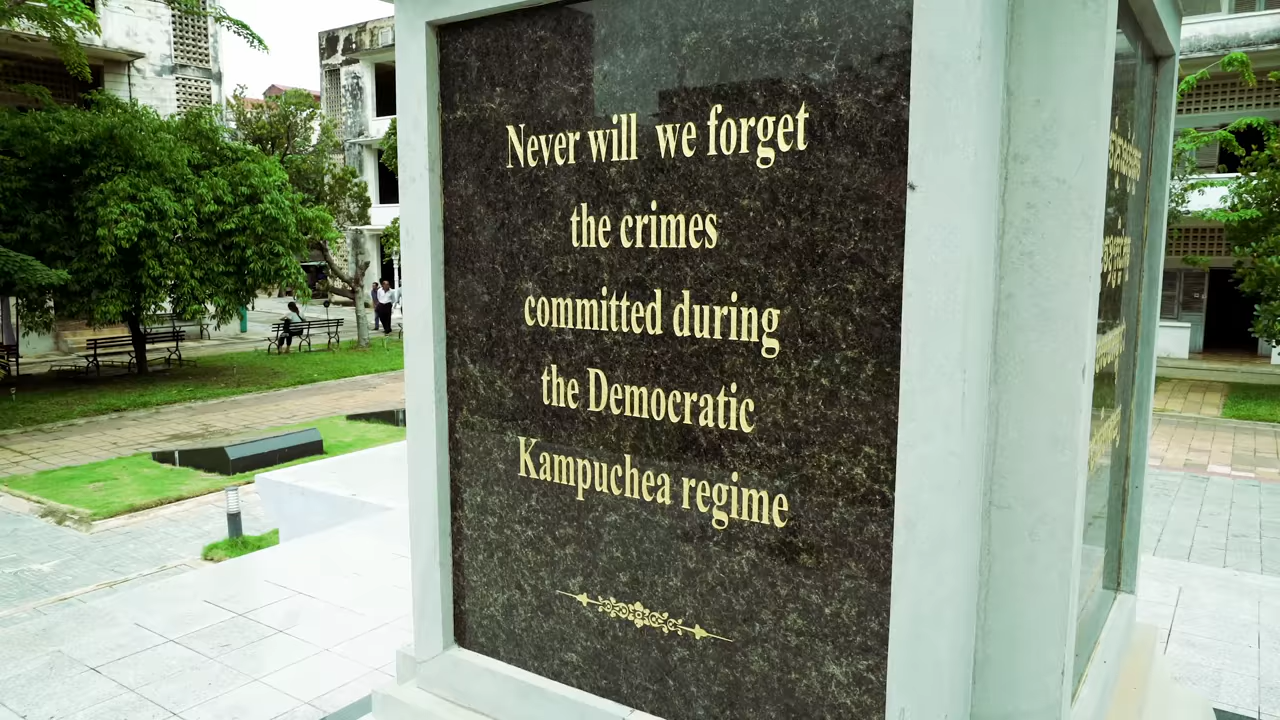 Never will we forget
the crimes
committed during
the Democratic
Kampuchea regime